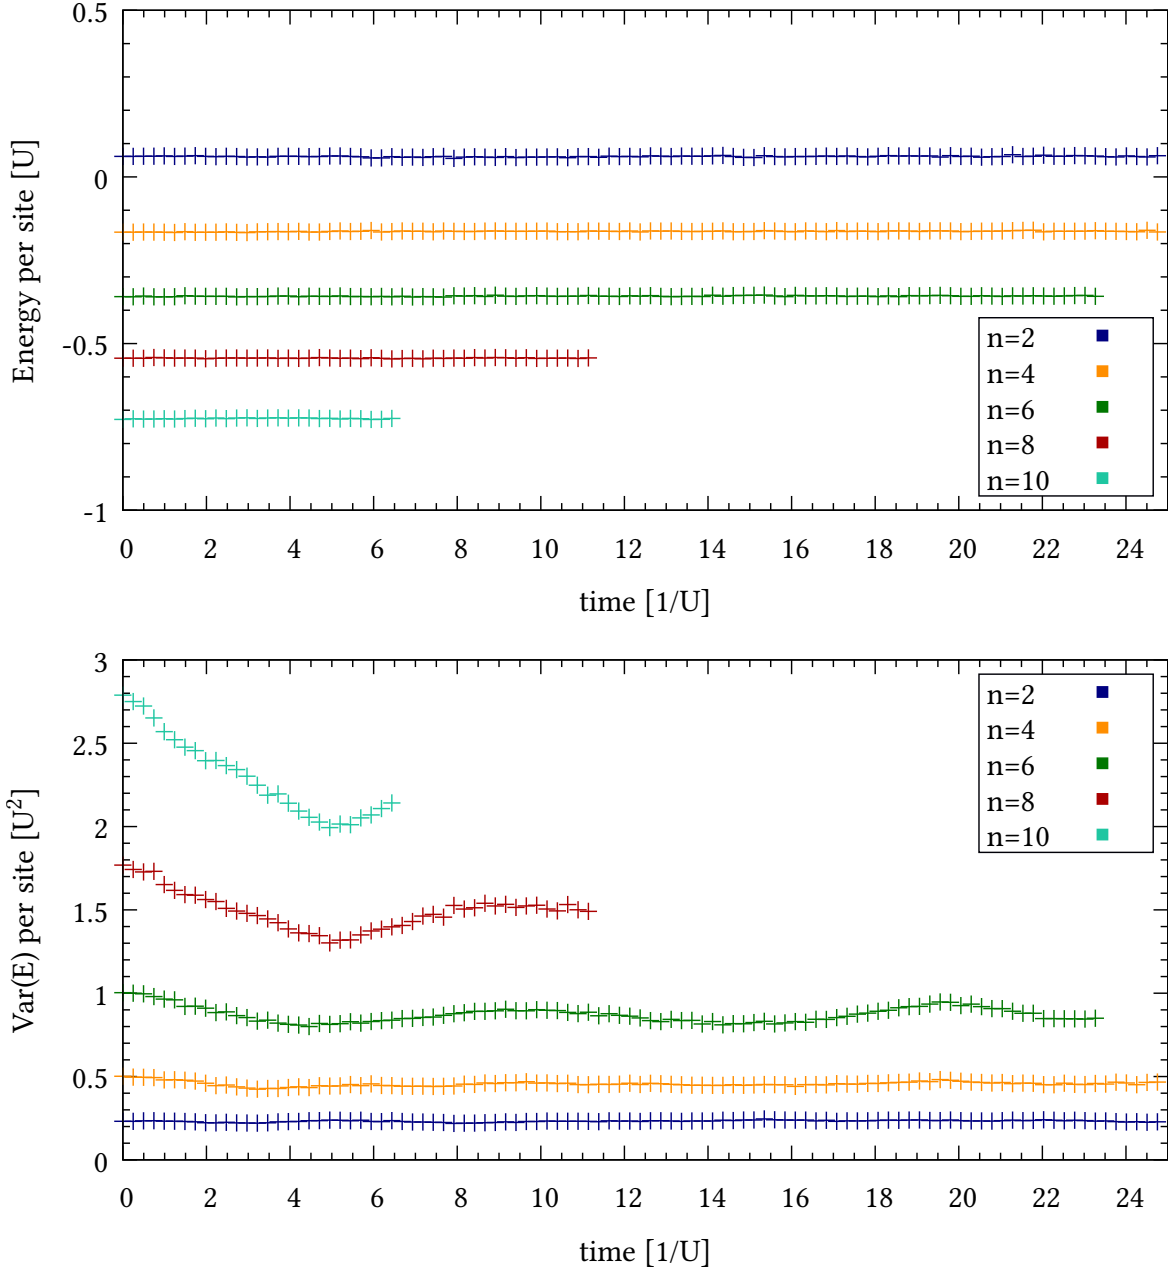 0.5
0
-0.5
-1
Energy per site [U]
n=2
n=4
n=6
n=8
n=10
0 2 4 6 8 10 12 14 16 18 20 22 24
time [1/U]
3
2.5
2
1.5
1
0.5
0
Var(E) per site [U²]
n=2
n=4
n=6
n=8
n=10
0 2 4 6 8 10 12 14 16 18 20 22 24
time [1/U]